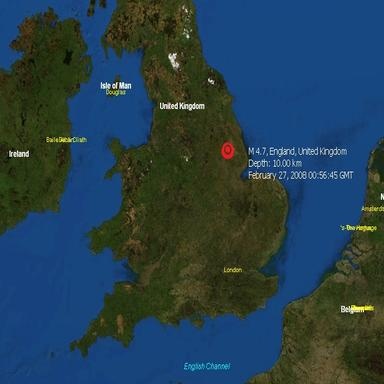 Isle of Man
Douglas
United Kingdom
Ireland
M 4.7, England, United Kingdom
Depth: 10.00 km
February 27, 2008 00:56:45 GMT
London
English Channel